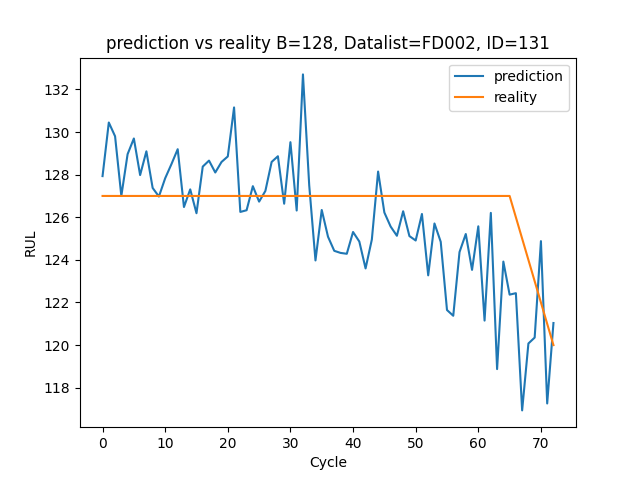 prediction vs reality B=128, Datalist=FD002, ID=131
prediction
reality
RUL
132
130
128
126
124
122
120
118
0 10 20 30 40 50 60 70
Cycle